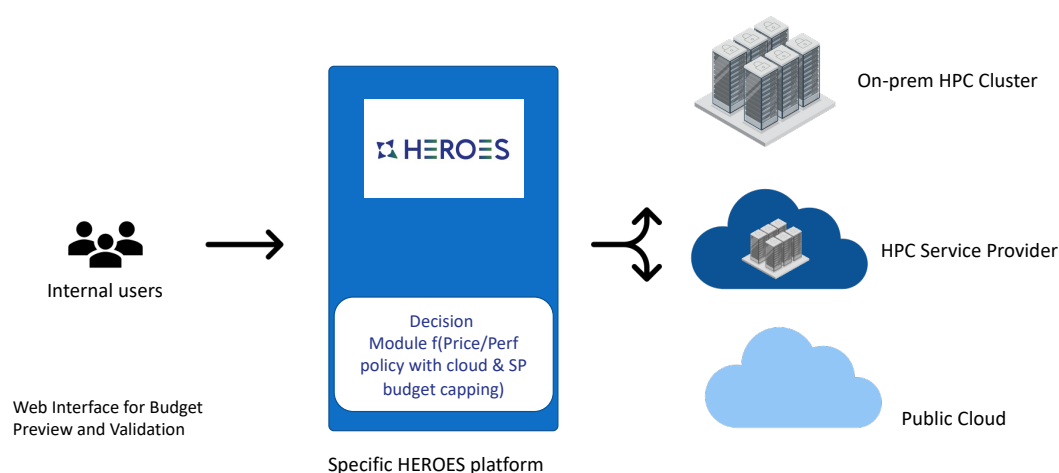 On-prem HPC Cluster
HEROES
HPC Service Provider
Internal users
Decision
Module f(Price/Perf
policy with cloud & SP
budget capping)
Web Interface for Budget
Preview and Validation
Public Cloud
Specific HEROES platform